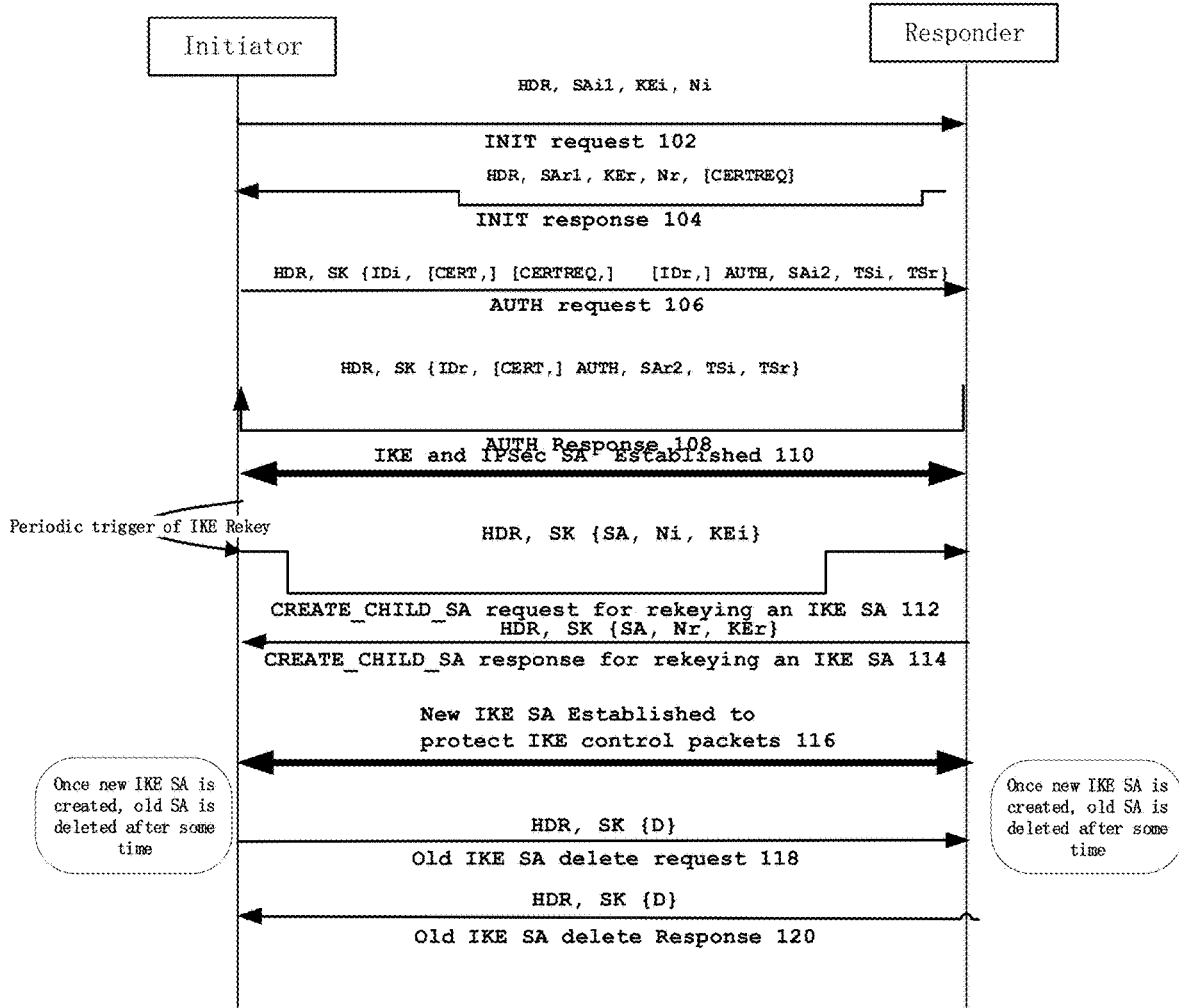 Initiator
Responder
HDR, SAi1, KEi, Ni
INIT request 102
HDR, SAr1, KEr, Nr, [CERTREQ]
INIT response 104
HDR, SK {IDi, [CERT,] [CERTREQ,] [IDr,] AUTH, SAi2, TSi, TSr}
AUTH request 106
HDR, SK {IDr, [CERT,] AUTH, SAr2, TSi, TSr}
AUTH Response 108
IKE and IPSec SA Established 110
Periodic trigger of IKE Rekey
HDR, SK {SA, Ni, KEi}
CREATE_CHILD_SA request for rekeying an IKE SA 112
HDR, SK {SA, Nr, KEr}
CREATE_CHILD_SA response for rekeying an IKE SA 114
New IKE SA Established to
protect IKE control packets 116
Once new IKE SA is
created, old SA is
deleted after some
time
Once new IKE SA is
created, old SA is
deleted after some
time
HDR, SK {D}
Old IKE SA delete request 118
HDR, SK {D}
Old IKE SA delete Response 120